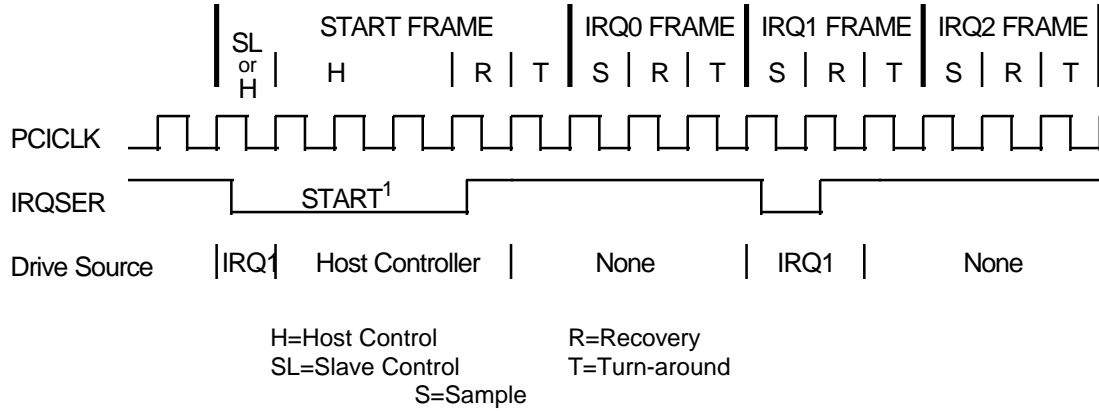 START FRAME IRQ0 FRAME IRQ1 FRAME IRQ2 FRAME
SL
or
H
H R T S R T S R T S R T
PCICLK
IRQSER START1
Drive Source IRQ1 Host Controller None IRQ1 None
H=Host Control R=Recovery
SL=Slave Control T=Turn-around
S=Sample